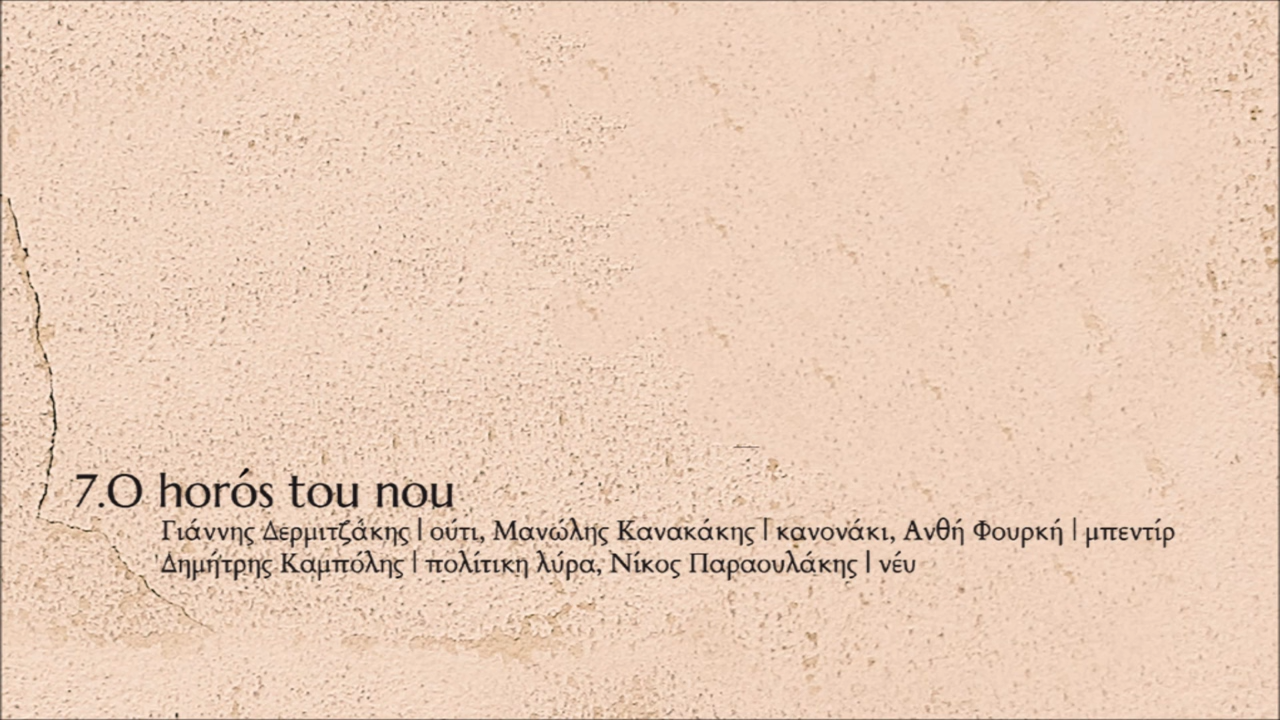 7.O horós tou nou
Γιάννης Δερμιτζάκης | ούτι, Μανώλης Κανακάκης | κανονάκι, Ανθή Φουρκή | μπεντίρ
Δημήτρης Καμπόλης | πολίτικη λύρα, Νίκος Παραουλάκης | νέυ